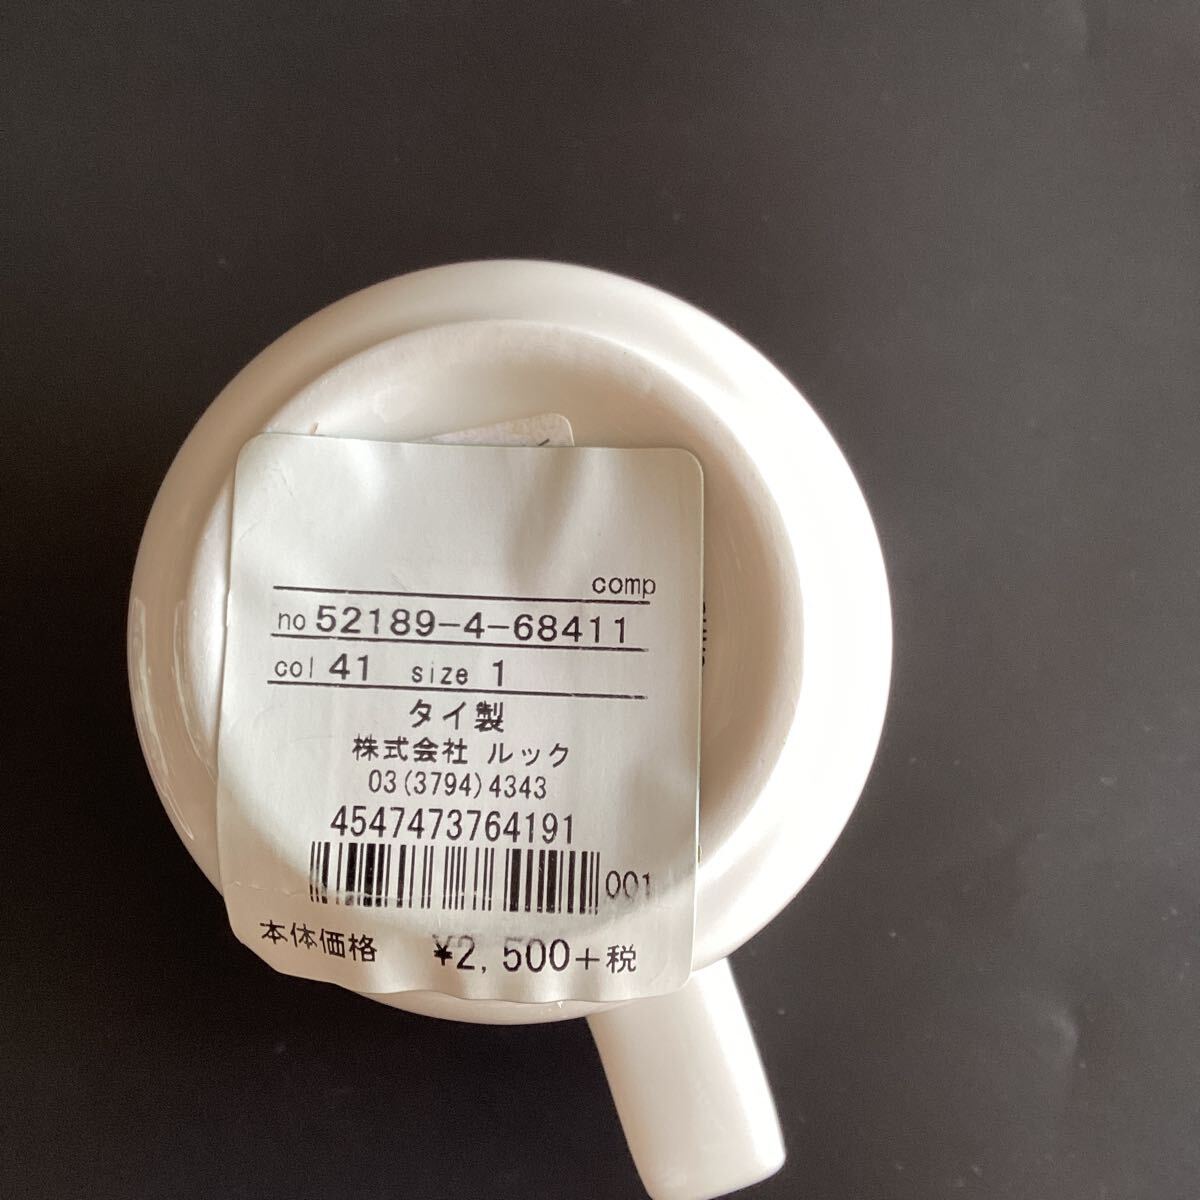 comp
no 52189-4-68411
col 41 size 1
タイ製
株式会社 ルック
03(3794)4343
4547473764191
001
本体価格 ¥2,500+税